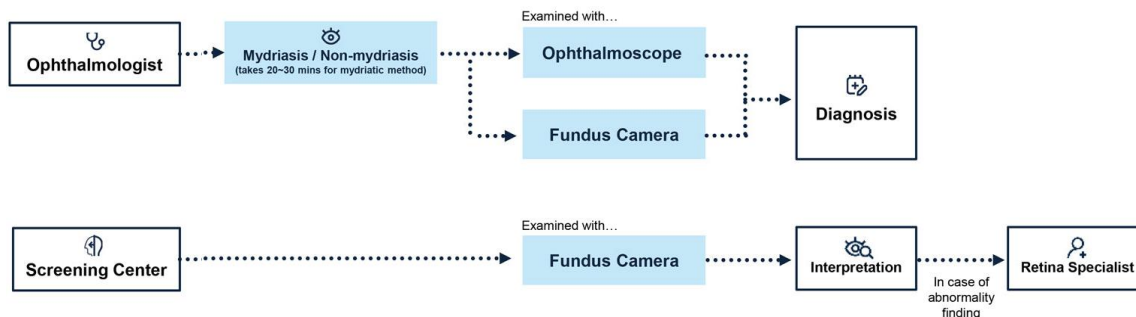 Examined with...
Ophthalmologist
Mydriasis / Non-mydriasis
(takes 20~30 mins for mydriatic method)
Ophthalmoscope
Fundus Camera
Diagnosis
Examined with...
Screening Center
Fundus Camera
Interpretation
In case of
abnormality
finding
Retina Specialist